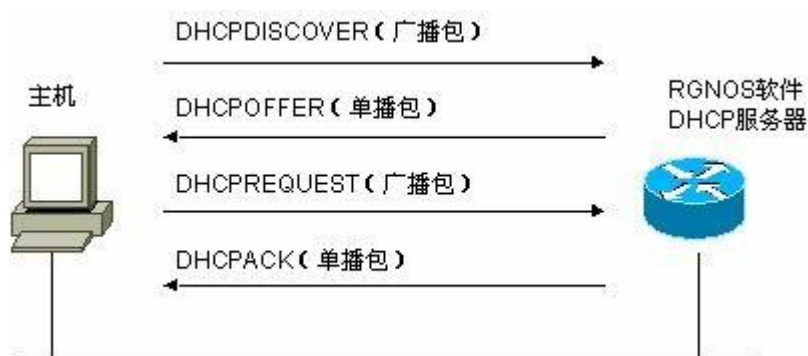 DHCPDISCOVER(广播包)
主机
DHCPOFFER(单播包)
RGNOS软件
DHCP服务器
DHCPREQUEST(广播包)
DHCPACK(单播包)